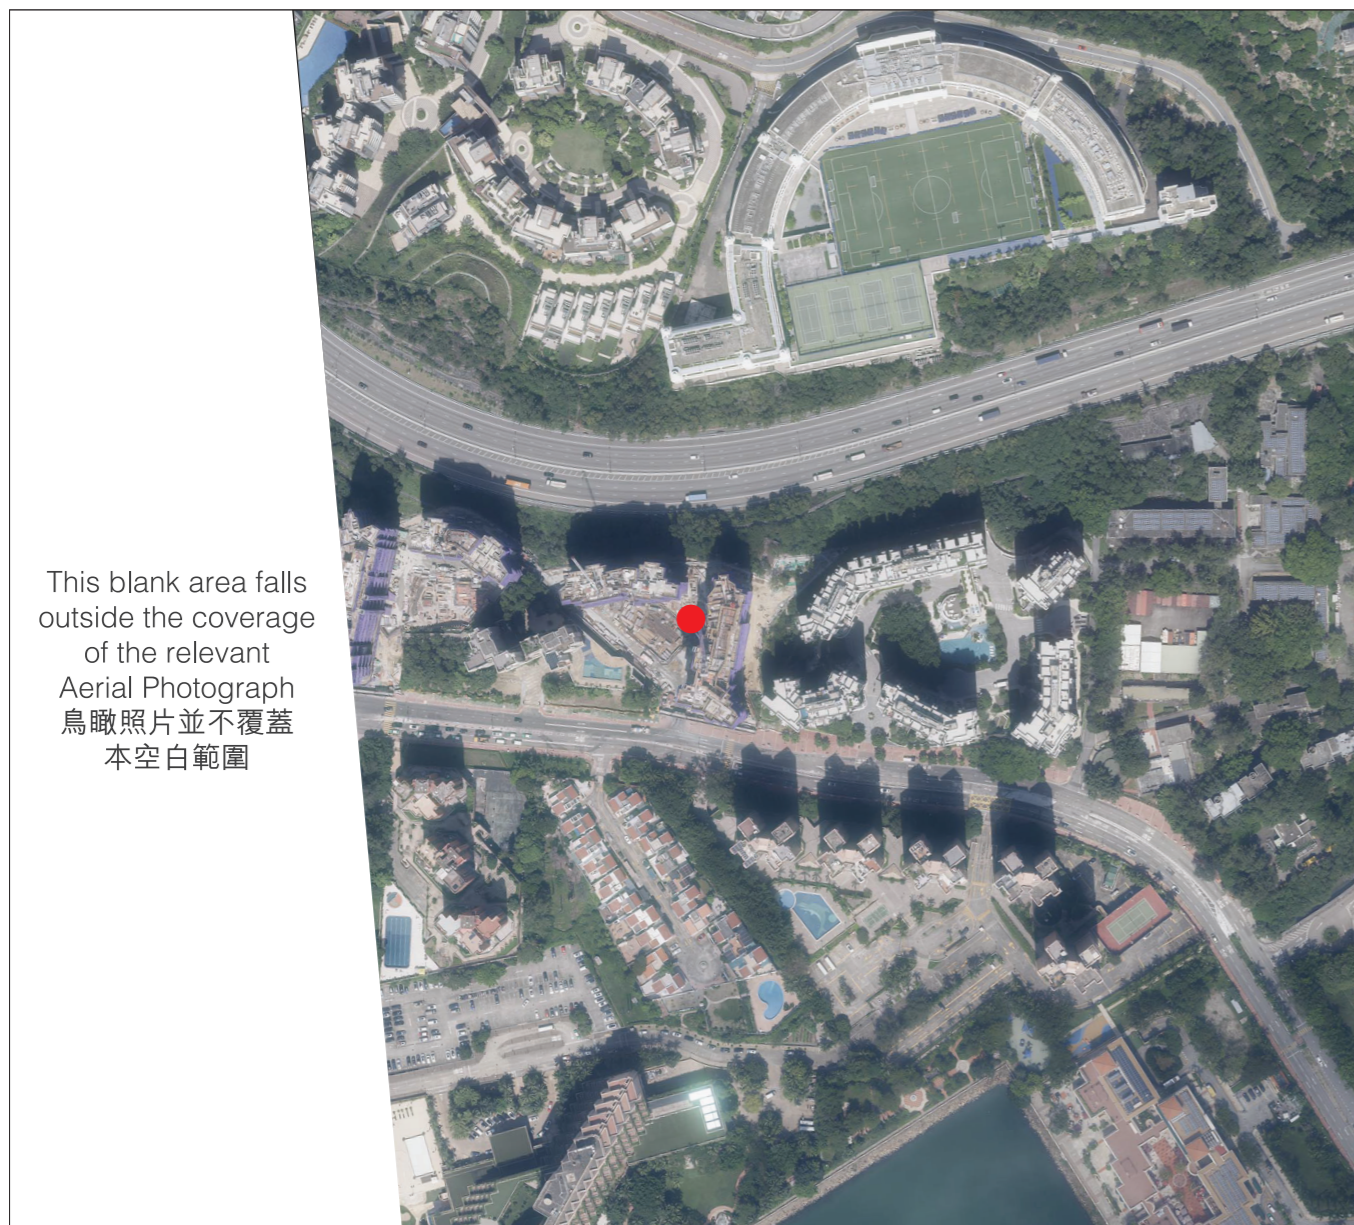 This blank area falls
outside the coverage
of the relevant
Aerial Photograph
鳥瞰照片並不覆蓋
本空白範圍